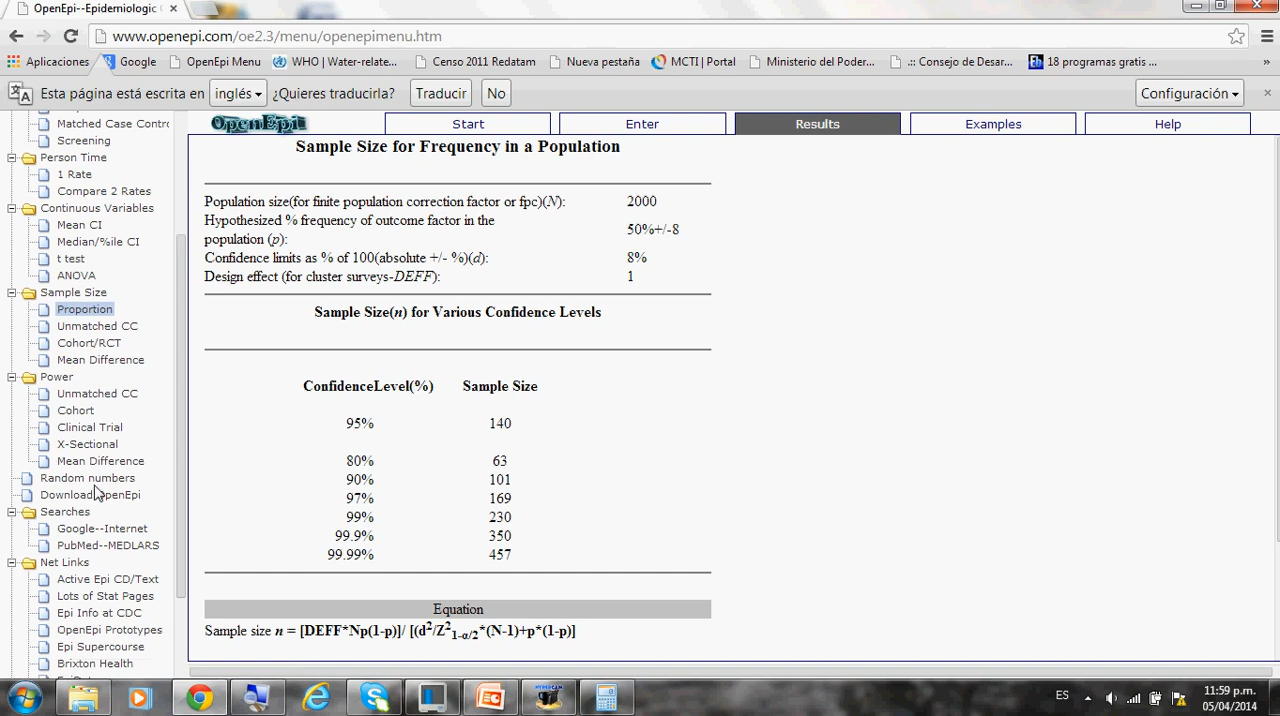 OpenEpi--Epidemiologic
www.openepi.com/oe2.3/menu/openepimenu.htm
Aplicaciones Google OpenEpi Menu WHO | Water-relate... Censo 2011 Redatam Nueva pestaña MCTI | Portal Ministerio del Poder... .:: Consejo de Desar... 18 programas gratis ... »
Esta página está escrita en inglés ¿Quieres traducirla? Traducir No Configuración
OpenEpi Start Enter Results Examples Help
Matched Case Contro
Screening
Person Time
1 Rate
Compare 2 Rates
Continuous Variables
Mean CI
Median/%ile CI
t test
ANOVA
Sample Size
Proportion
Unmatched CC
Cohort/RCT
Mean Difference
Power
Unmatched CC
Cohort
Clinical Trial
X-Sectional
Mean Difference
Random numbers
Download OpenEpi
Searches
Google--Internet
PubMed--MEDLARS
Net Links
Active Epi CD/Text
Lots of Stat Pages
Epi Info at CDC
OpenEpi Prototypes
Epi Supercourse
Brixton Health
Sample Size for Frequency in a Population
Population size(for finite population correction factor or fpc)(N): 2000
Hypothesized % frequency of outcome factor in the
population (p): 50%+/-8
Confidence limits as % of 100(absolute +/- %)(d): 8%
Design effect (for cluster surveys-DEFF): 1
Sample Size(n) for Various Confidence Levels
ConfidenceLevel(%) Sample Size
95% 140
80% 63
90% 101
97% 169
99% 230
99.9% 350
99.99% 457
Equation
Sample size n = [DEFF*Np(1-p)]/ [(d²/Z²1-α/2*(N-1)+p*(1-p)]
ES 11:59 p.m.
05/04/2014